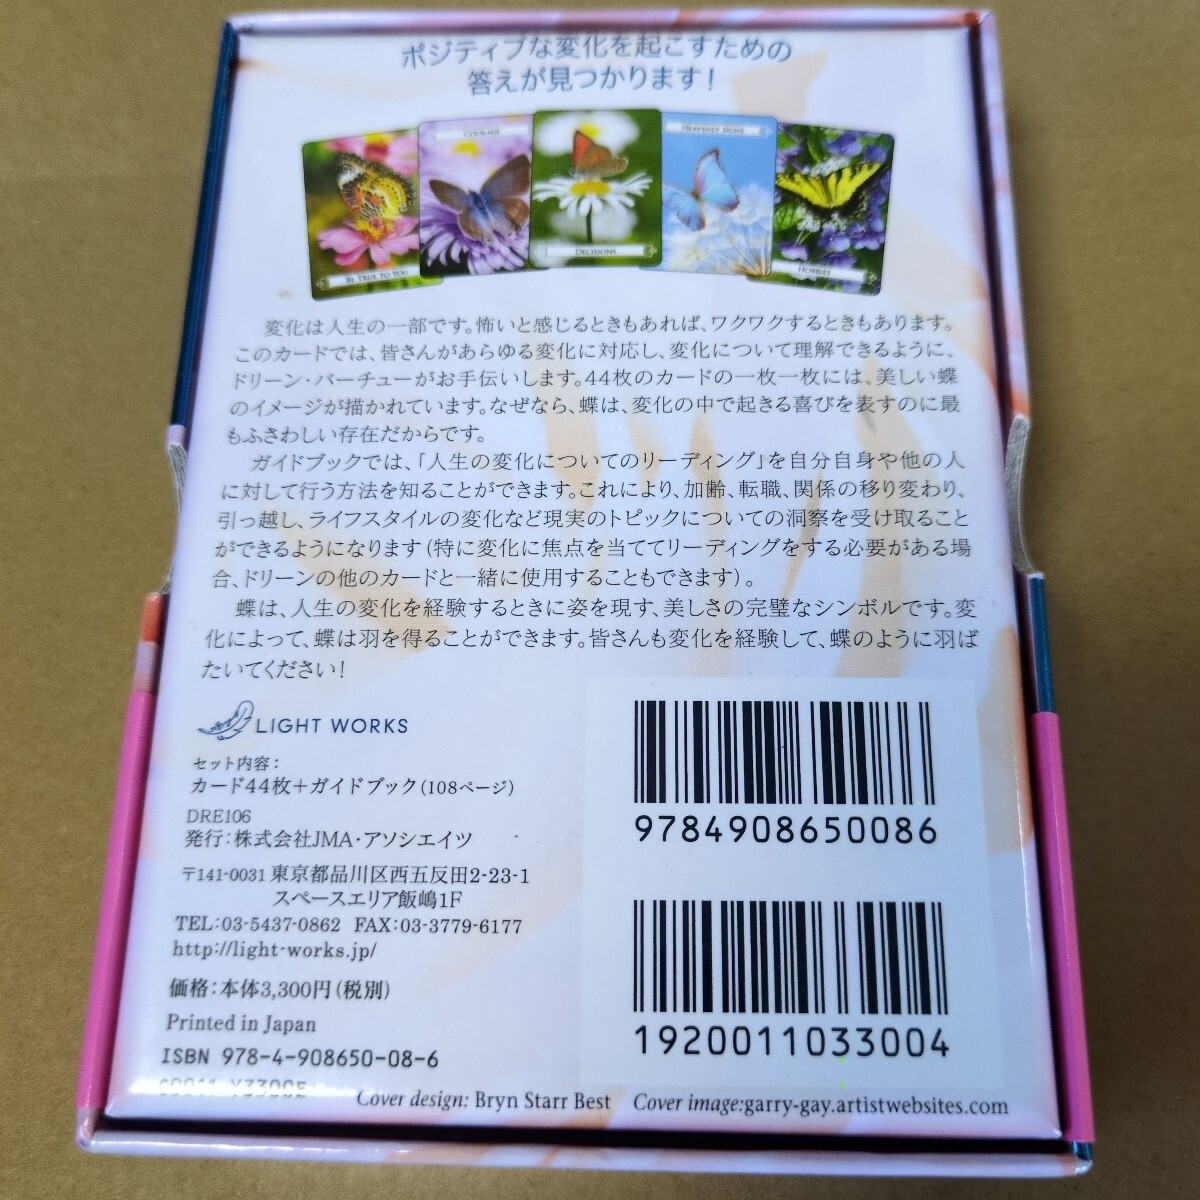 ポジティブな変化を起こすための
答えが見つかります！
BE TRUE TO YOU
COURAGE
DECISIONS
HEAVENLY SIGNS
HOBBIES
変化は人生の一部です。怖いと感じるときもあれば、ワクワクするときもあります。
このカードでは、皆さんがあらゆる変化に対応し、変化について理解できるように、
ドリーン・バーチューがお手伝いします。44枚のカードの一枚一枚には、美しい蝶
のイメージが描かれています。なぜなら、蝶は、変化の中で起きる喜びを表すのに最
もふさわしい存在だからです。
ガイドブックでは、「人生の変化についてのリーディング」を自分自身や他の人
に対して行う方法を知ることができます。これにより、加齢、転職、関係の移り変わり、
引っ越し、ライフスタイルの変化など現実のトピックについての洞察を受け取ること
ができるようになります（特に変化に焦点を当ててリーディングをする必要がある場
合、ドリーンの他のカードと一緒に使用することもできます）。
蝶は、人生の変化を経験するときに姿を現す、美しさの完璧なシンボルです。変
化によって、蝶は羽を得ることができます。皆さんも変化を経験して、蝶のように羽ば
たいてください！
LIGHT WORKS
セット内容：
カード44枚＋ガイドブック（108ページ）
DRE106
発行：株式会社JMA・アソシエイツ
〒141-0031 東京都品川区西五反田2-23-1
スペースエリア飯嶋1F
TEL:03-5437-0862 FAX:03-3779-6177
http://light-works.jp/
価格：本体3,300円（税別）
Printed in Japan
ISBN 978-4-908650-08-6
C0011 Y3300E
9784908650086
1920011033004
Cover design: Bryn Starr Best Cover image:garry-gay.artistwebsites.com